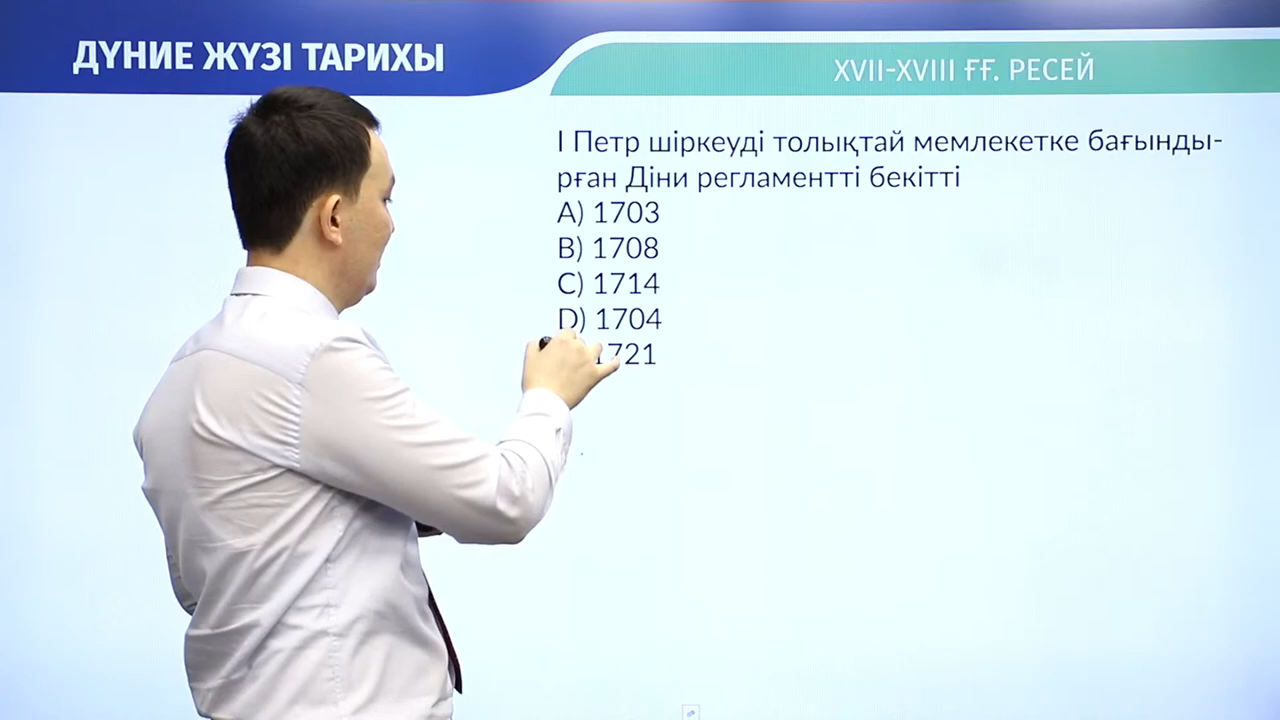 ДҮНИЕ ЖҮЗІ ТАРИХЫ
XVII-XVIII ҒҒ. РЕСЕЙ
І Петр шіркеуді толықтай мемлекетке бағынды-
рған Діни регламентті бекітті
A) 1703
B) 1708
C) 1714
D) 1704
1721